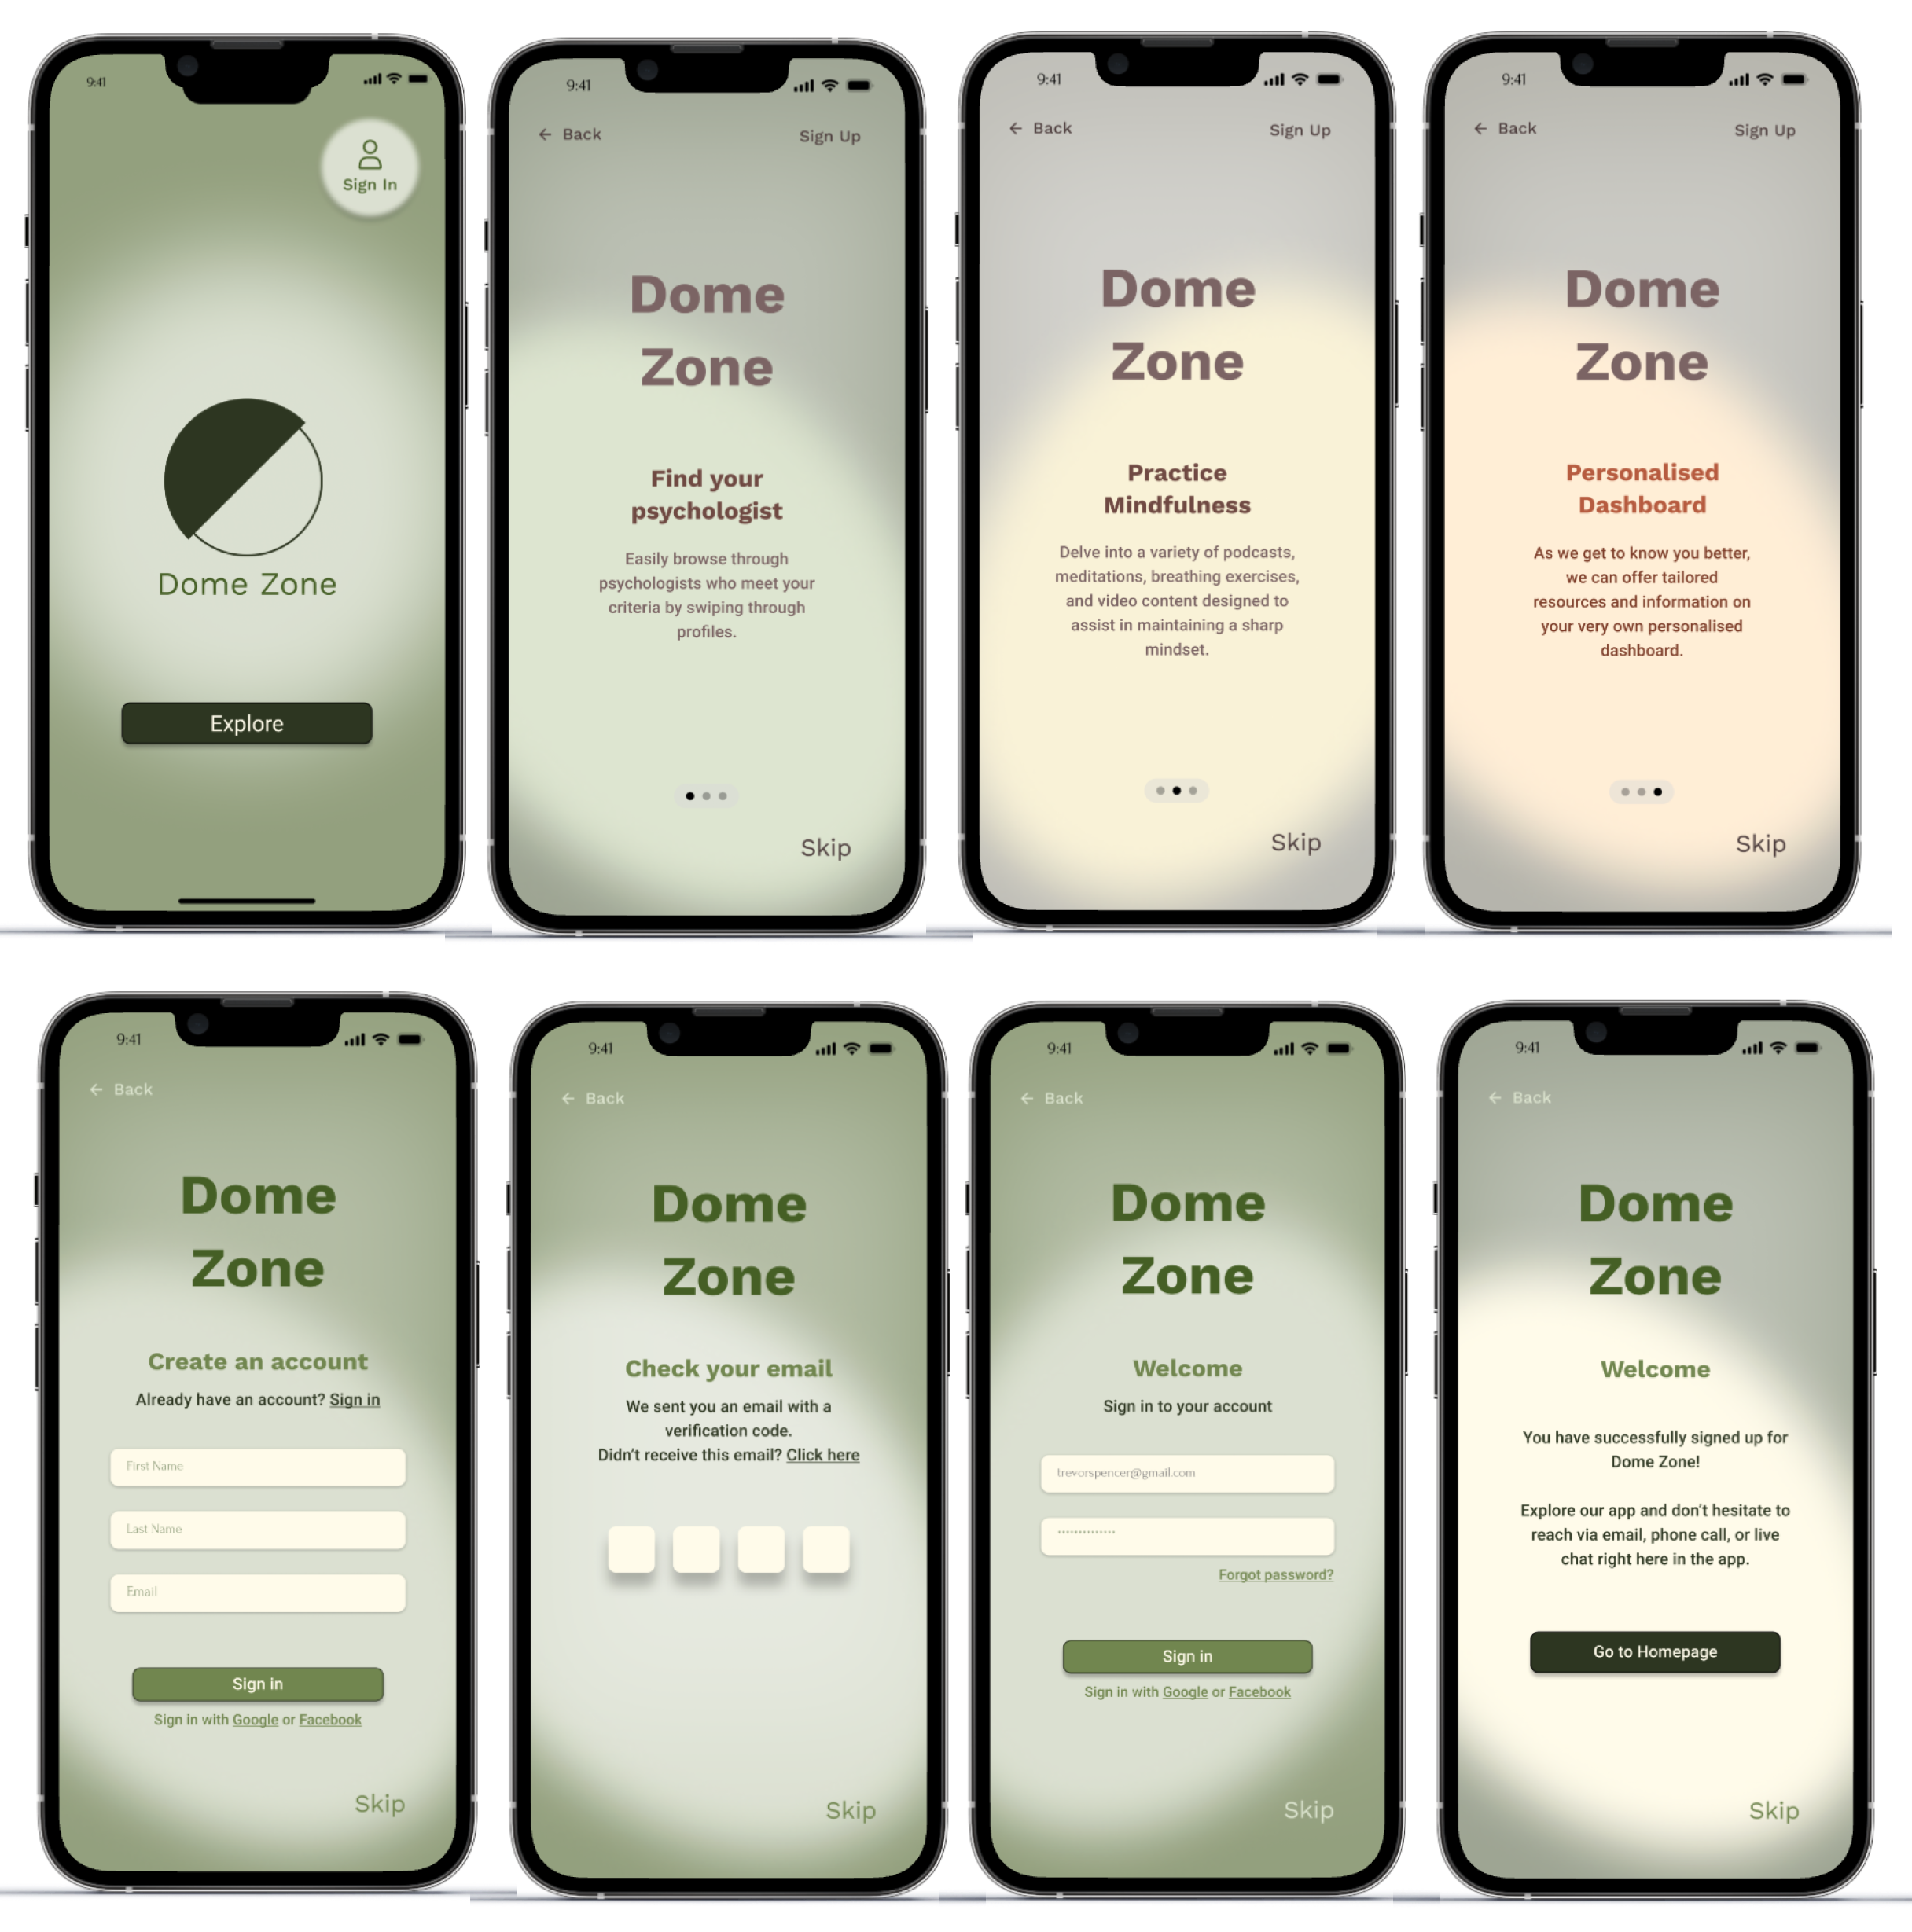 9:41
Sign In
Dome Zone
Explore
9:41
← Back
Sign Up
Dome
Zone
Find your
psychologist
Easily browse through
psychologists who meet your
criteria by swiping through
profiles.
Skip
9:41
← Back
Sign Up
Dome
Zone
Practice
Mindfulness
Delve into a variety of podcasts,
meditations, breathing exercises,
and video content designed to
assist in maintaining a sharp
mindset.
Skip
9:41
← Back
Sign Up
Dome
Zone
Personalised
Dashboard
As we get to know you better,
we can offer tailored
resources and information on
your very own personalised
dashboard.
Skip
9:41
← Back
Dome
Zone
Create an account
Already have an account? Sign in
First Name
Last Name
Email
Sign in
Sign in with Google or Facebook
Skip
9:41
← Back
Dome
Zone
Check your email
We sent you an email with a
verification code.
Didn't receive this email? Click here
Skip
9:41
← Back
Dome
Zone
Welcome
Sign in to your account
trevorspencer@gmail.com
Forgot password?
Sign in
Sign in with Google or Facebook
Skip
9:41
← Back
Dome
Zone
Welcome
You have successfully signed up for
Dome Zone!
Explore our app and don't hesitate to
reach via email, phone call, or live
chat right here in the app.
Go to Homepage
Skip